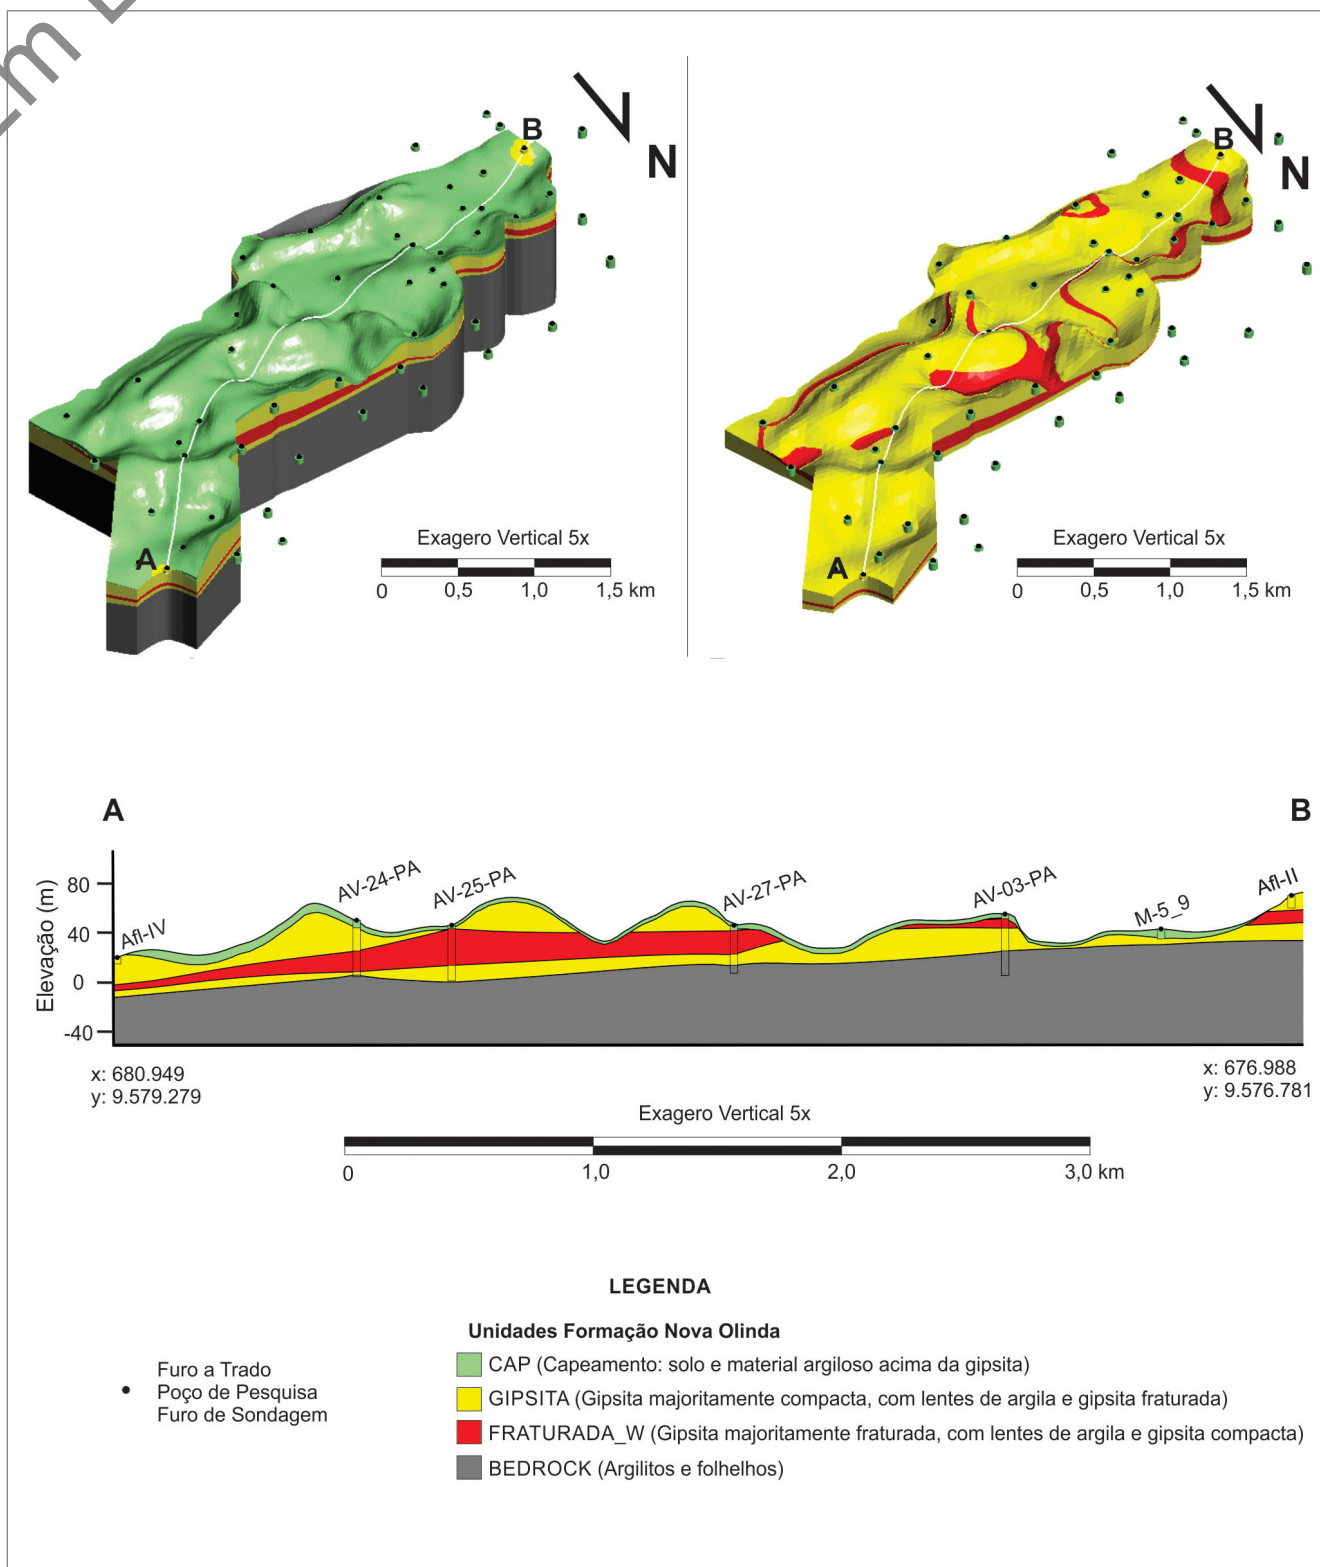 B
N
A
Exagero Vertical 5x
0 0,5 1,0 1,5 km
B
N
A
Exagero Vertical 5x
0 0,5 1,0 1,5 km
A
B
Elevação (m)
80
40
0
-40
Afl-IV
AV-24-PA
AV-25-PA
AV-27-PA
AV-03-PA
M-5_9
Afl-II
x: 680.949
y: 9.579.279
x: 676.988
y: 9.576.781
Exagero Vertical 5x
0 1,0 2,0 3,0 km
LEGENDA
Furo a Trado
Poço de Pesquisa
Furo de Sondagem
Unidades Formação Nova Olinda
CAP (Capeamento: solo e material argiloso acima da gipsita)
GIPSITA (Gipsita majoritamente compacta, com lentes de argila e gipsita fraturada)
FRATURADA_W (Gipsita majoritamente fraturada, com lentes de argila e gipsita compacta)
BEDROCK (Argilitos e folhelhos)